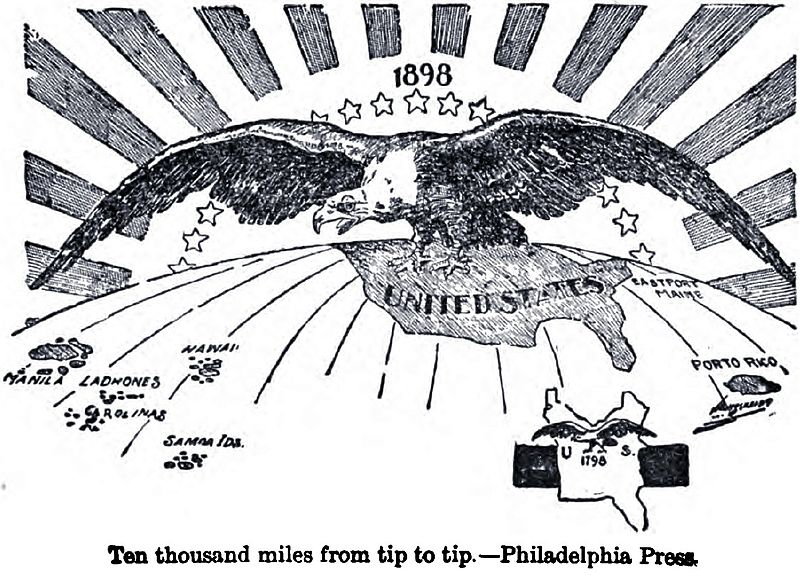 1898
UNITED STATES
EASTPORT
MAINE
HAWAII
MANILA
LADRONES
CAROLINAS
SAMOA IDS.
PORTO RICO
U S.
1798
Ten thousand miles from tip to tip.—Philadelphia Press.